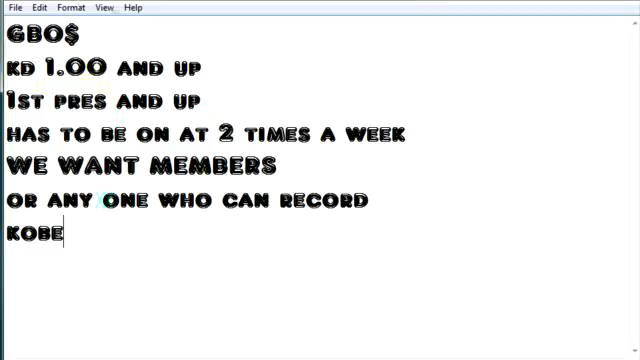 File Edit Format View Help
GBO$
KD 1.00 AND UP
1ST PRES AND UP
HAS TO BE ON AT 2 TIMES A WEEK
WE WANT MEMBERS
OR ANY ONE WHO CAN RECORD
KOBE